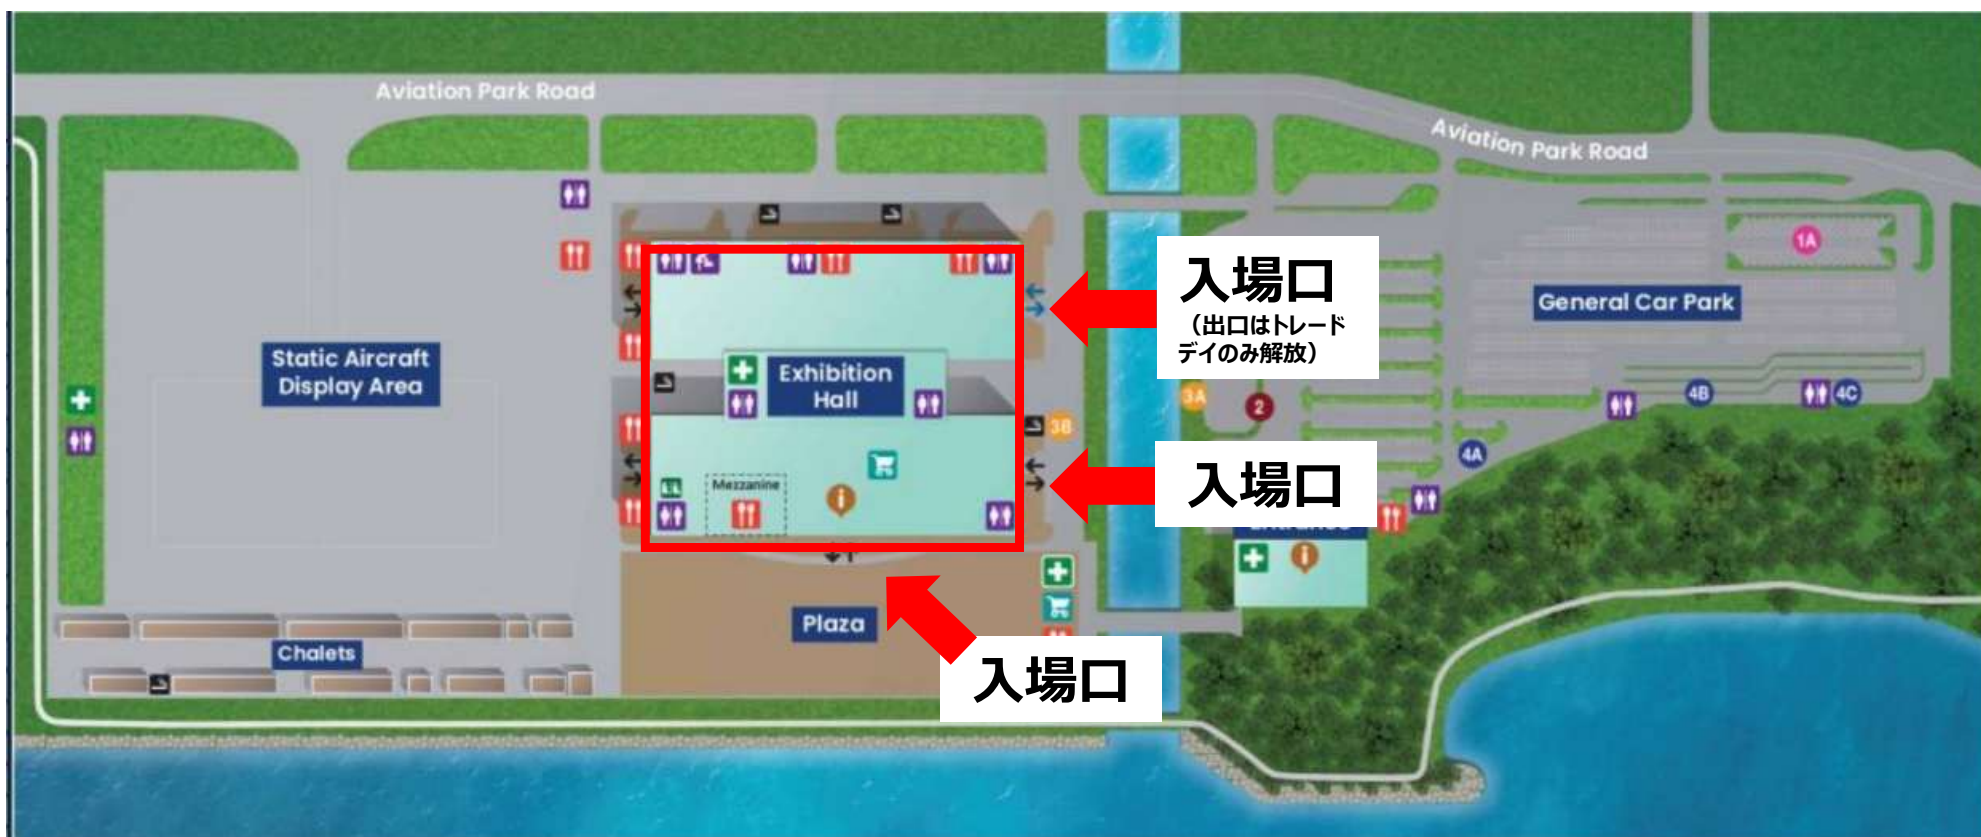 Aviation Park Road
Aviation Park Road
1A
入場口
（出口はトレード
デイのみ解放）
General Car Park
Static Aircraft
Display Area
Exhibition
Hall
3A
2
4B
4C
3B
4A
入場口
Mezzanine
i
Entrance
i
Plaza
Chalets
入場口